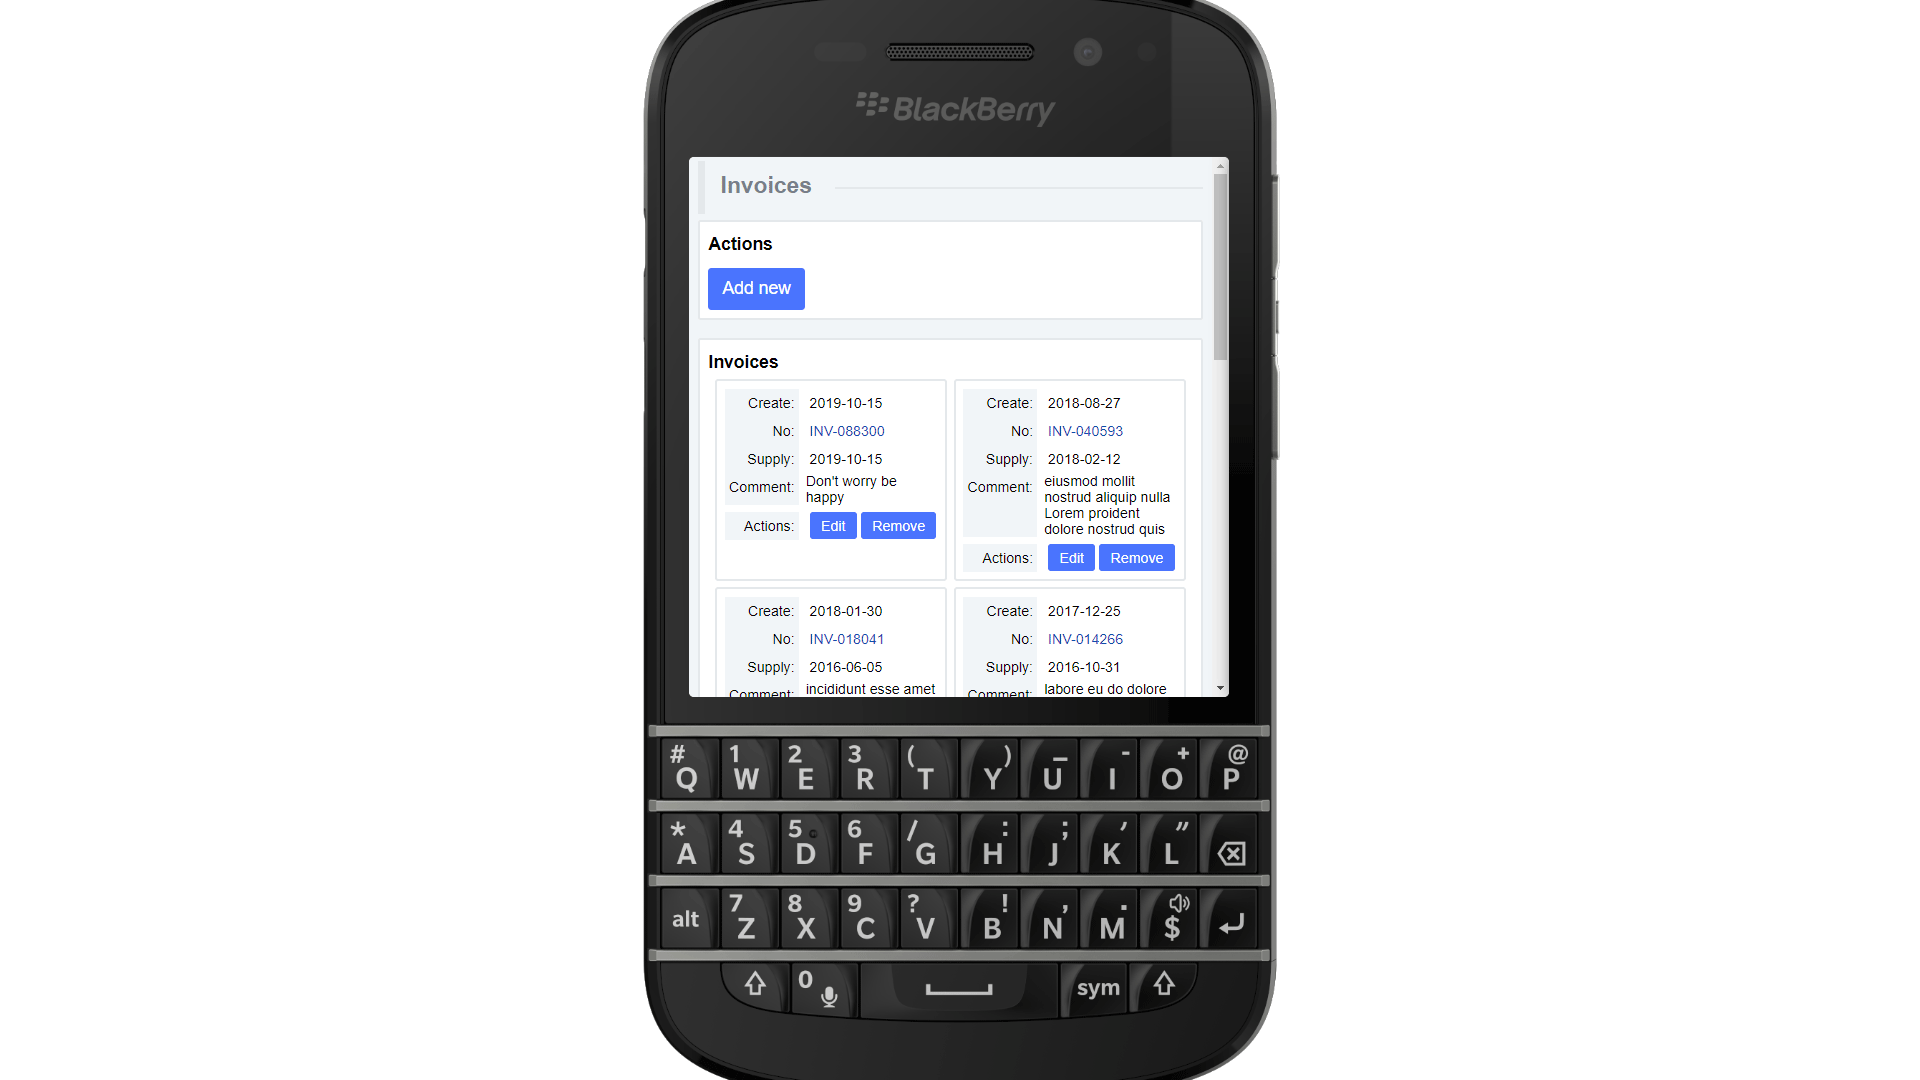 BlackBerry
Invoices
Actions
Add new
Invoices
Create: 2019-10-15
No: INV-088300
Supply: 2019-10-15
Comment: Don't worry be
happy
Actions: Edit Remove
Create: 2018-08-27
No: INV-040593
Supply: 2018-02-12
Comment: eiusmod mollit
nostrud aliquip nulla
Lorem proident
dolore nostrud quis
Actions: Edit Remove
Create: 2018-01-30
No: INV-018041
Supply: 2016-06-05
Comment: incididunt esse amet
Create: 2017-12-25
No: INV-014266
Supply: 2016-10-31
Comment: labore eu do dolore
# Q 1 W 2 E 3 R ( T ) Y _ U - I + O @ P
* A 4 S 5 D 6 F / G : H ; J ' K " L
alt 7 Z 8 X 9 C ? V ! B , N . M $
0 sym